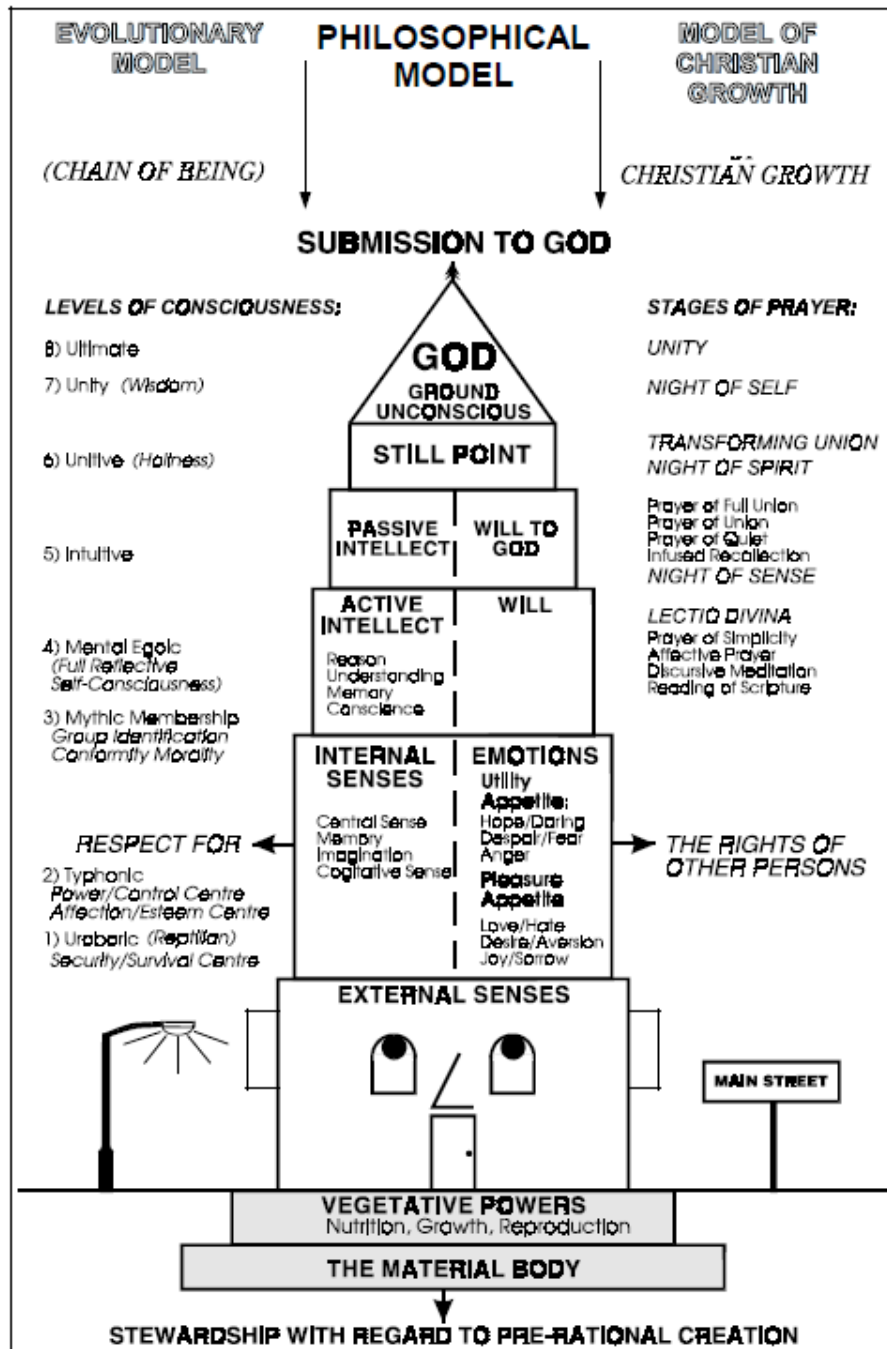 EVOLUTIONARY
MODEL
PHILOSOPHICAL
MODEL
MODEL OF
CHRISTIAN
GROWTH
(CHAIN OF BEING)
CHRISTIAN GROWTH
SUBMISSION TO GOD
LEVELS OF CONSCIOUSNESS:
8) Ultimate
7) Unity (Wisdom)
6) Unitive (Holiness)
5) Intuitive
4) Mental Egoic
(Full Reflective
Self-Consciousness)
3) Mythic Membership
Group Identification
Conformity Morality
RESPECT FOR
2) Typhonic
Power/Control Centre
Affection/Esteem Centre
1) Uroboric (Reptilian)
Security/Survival Centre
GOD
GROUND
UNCONSCIOUS
STILL POINT
PASSIVE
INTELLECT
WILL TO
GOD
ACTIVE
INTELLECT
Reason
Understanding
Memory
Conscience
WILL
INTERNAL
SENSES
Central Sense
Memory
Imagination
Cogitative Sense
EMOTIONS
Utility
Appetite:
Hope/Daring
Despair/Fear
Anger
Pleasure
Appetite
Love/Hate
Desire/Aversion
Joy/Sorrow
STAGES OF PRAYER:
UNITY
NIGHT OF SELF
TRANSFORMING UNION
NIGHT OF SPIRIT
Prayer of Full Union
Prayer of Union
Prayer of Quiet
Infused Recollection
NIGHT OF SENSE
LECTIO DIVINA
Prayer of Simplicity
Affective Prayer
Discursive Meditation
Reading of Scripture
THE RIGHTS OF
OTHER PERSONS
EXTERNAL SENSES
MAIN STREET
VEGETATIVE POWERS
Nutrition, Growth, Reproduction
THE MATERIAL BODY
STEWARDSHIP WITH REGARD TO PRE-RATIONAL CREATION